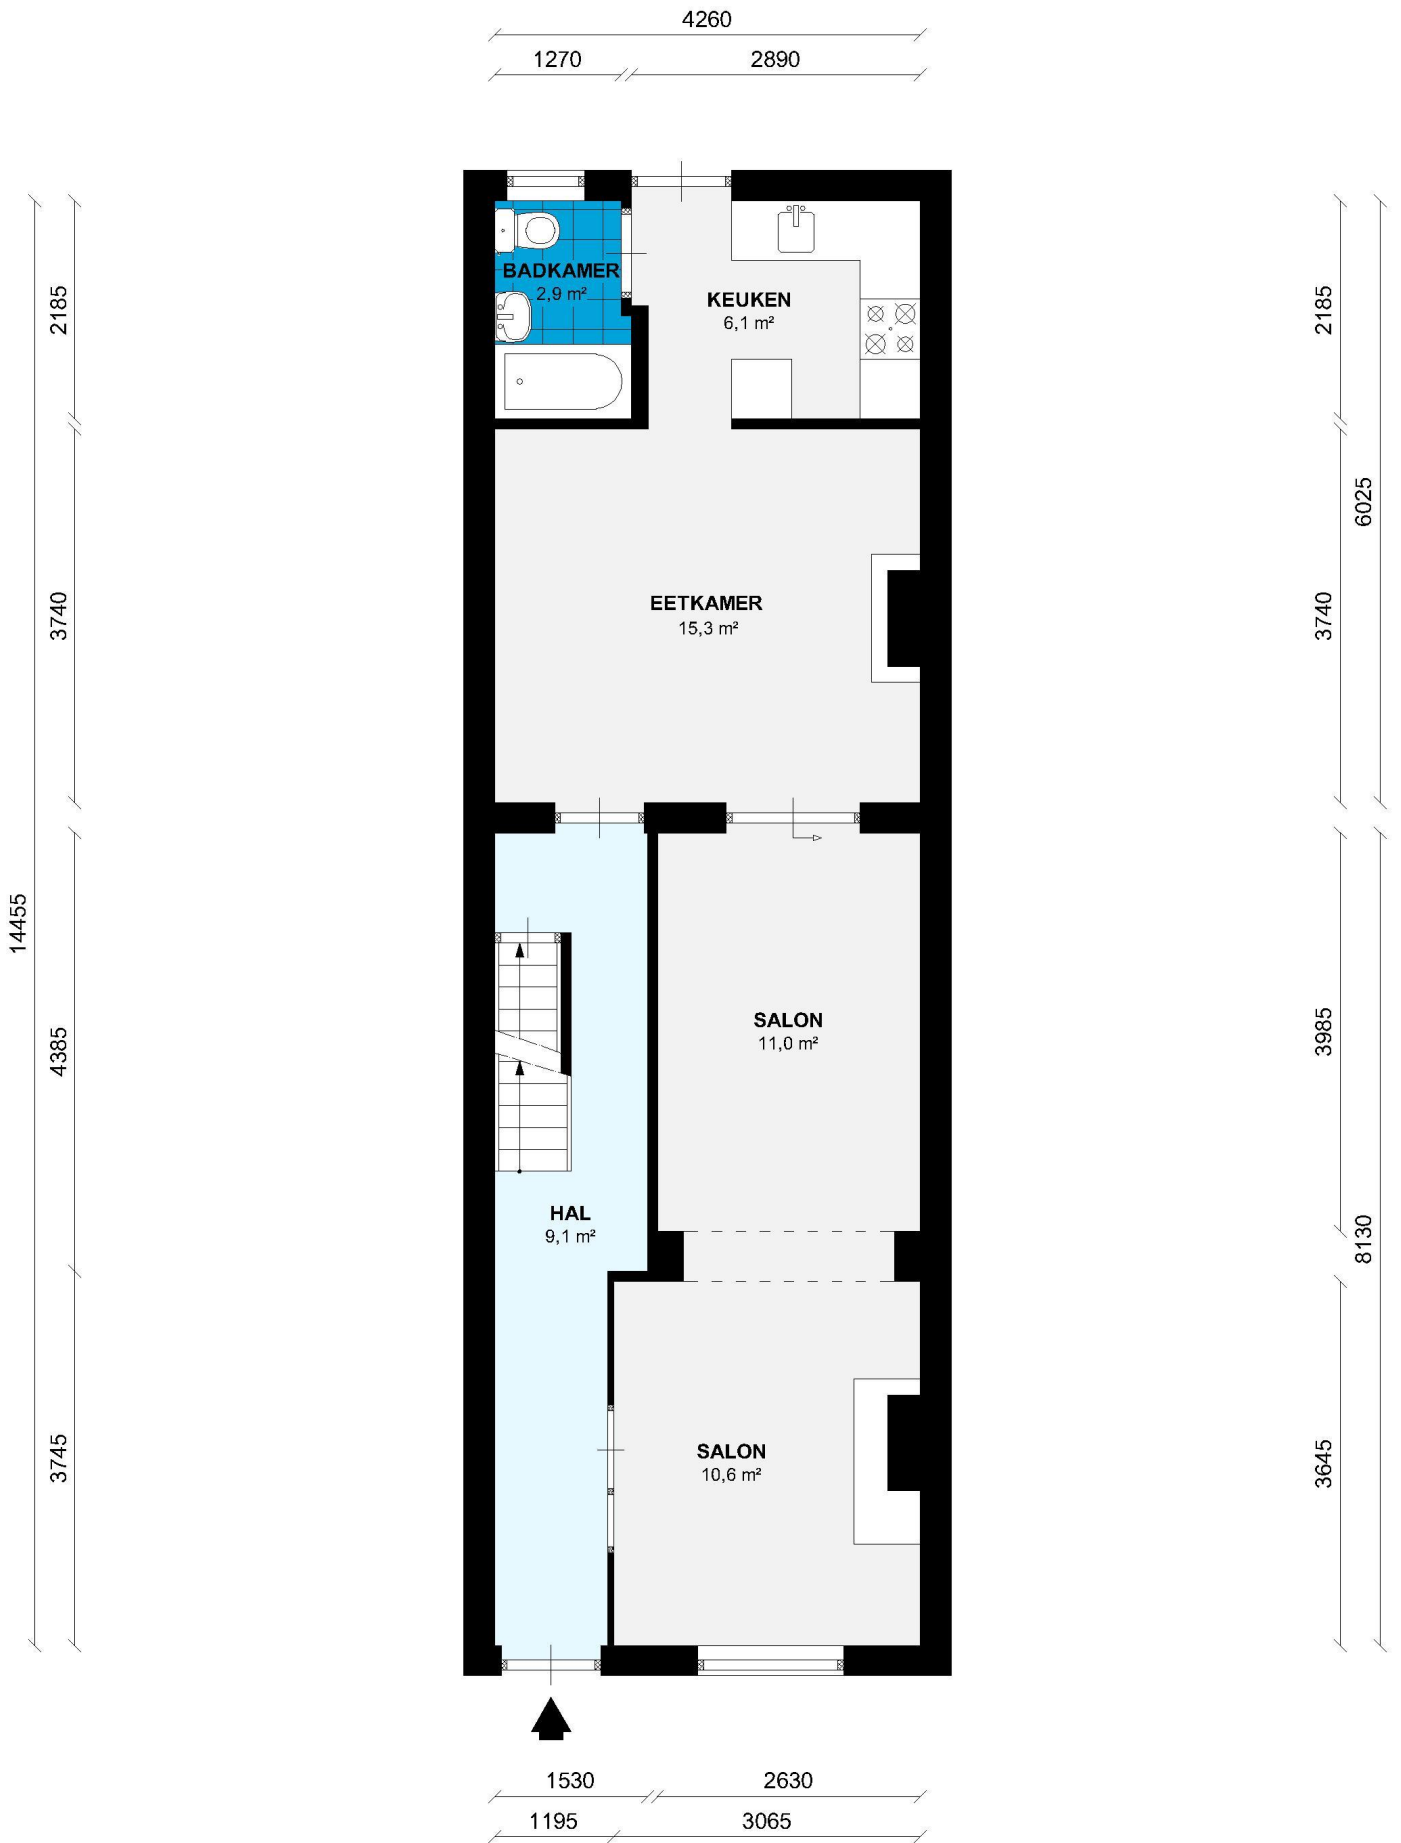 4260
1270 2890
BADKAMER
2,9 m²
KEUKEN
6,1 m²
2185
2185
6025
EETKAMER
15,3 m²
3740
3740
14455
SALON
11,0 m²
4385
3985
HAL
9,1 m²
8130
SALON
10,6 m²
3745
3645
1530 2630
1195 3065